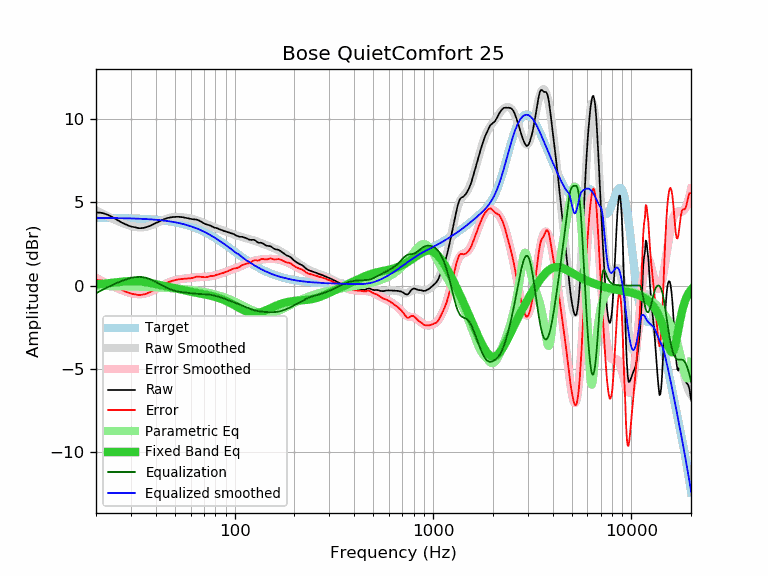 Bose QuietComfort 25
10
5
0
−5
−10
Amplitude (dBr)
Target
Raw Smoothed
Error Smoothed
Raw
Error
Parametric Eq
Fixed Band Eq
Equalization
Equalized smoothed
100
1000
10000
Frequency (Hz)